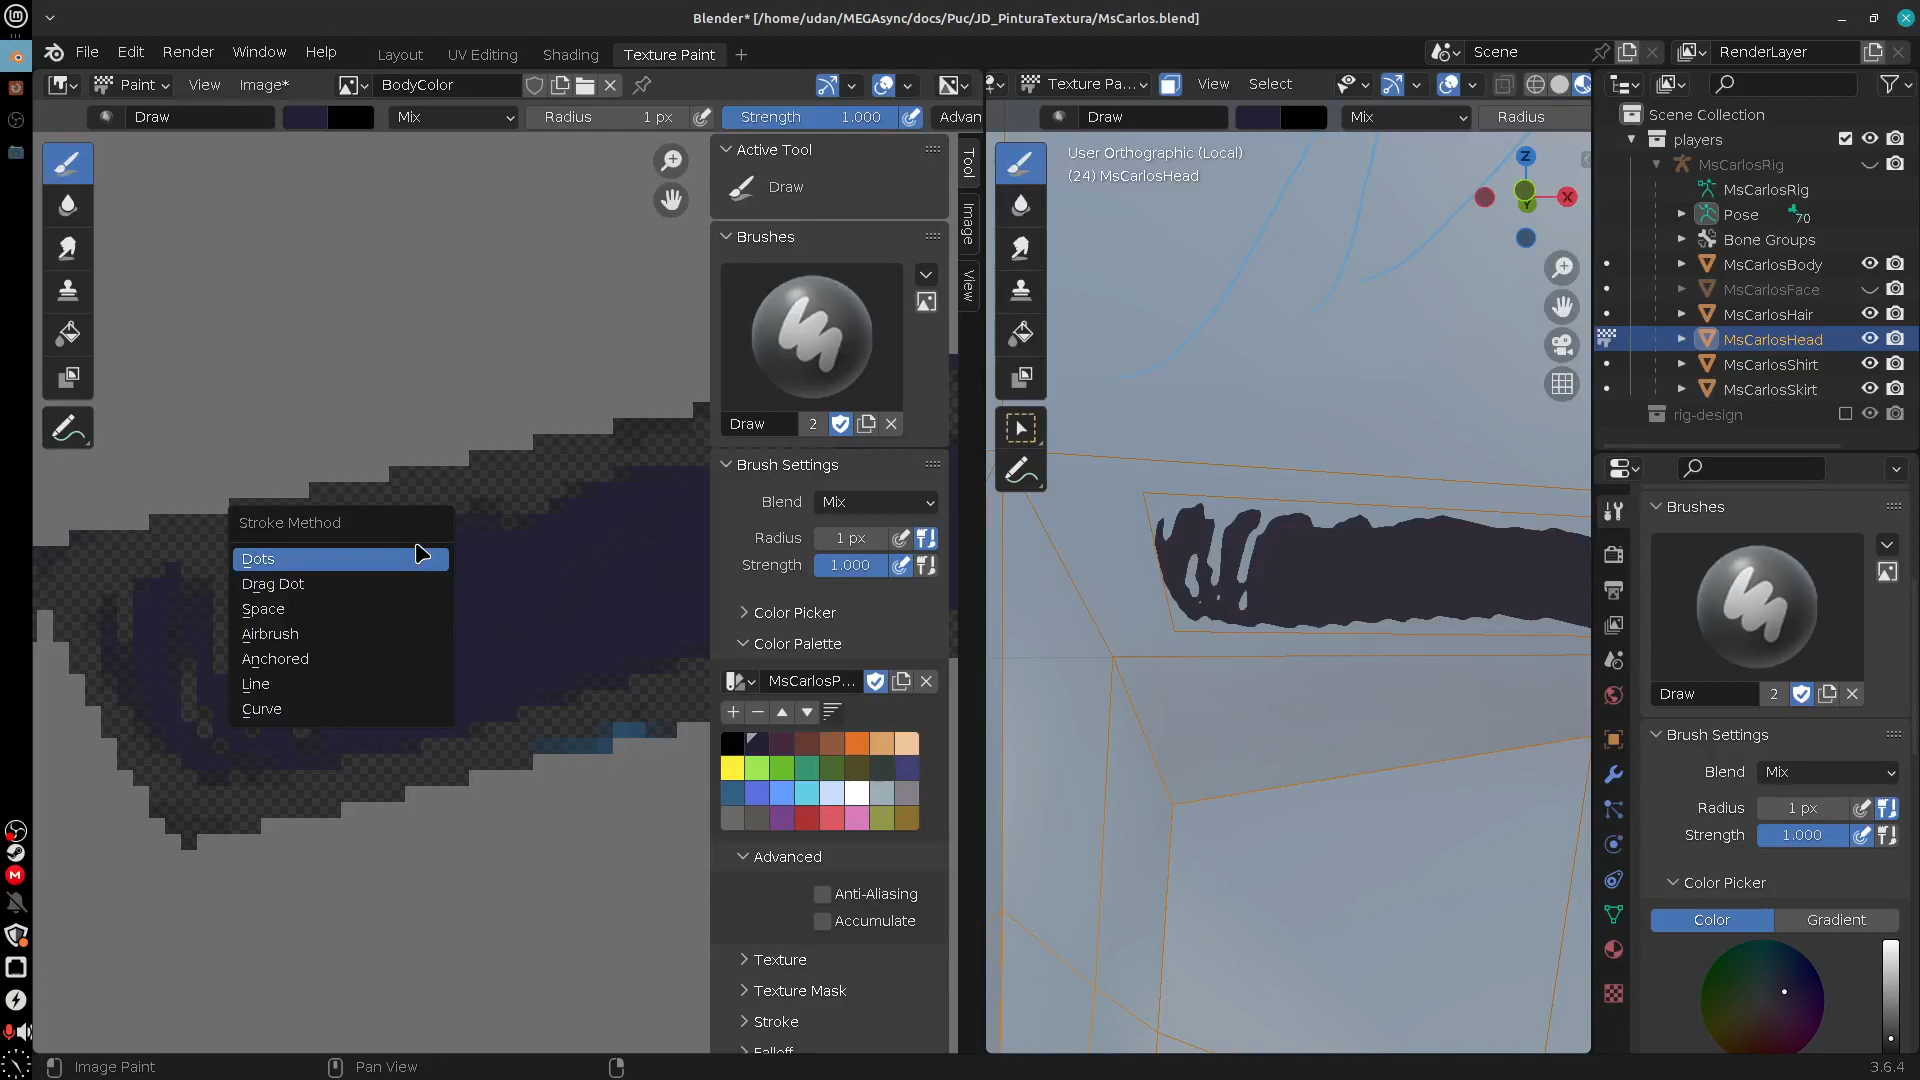 Blender* [/home/udan/MEGAsync/docs/Puc/JD_PinturaTextura/MsCarlos.blend]
File Edit Render Window Help Layout UV Editing Shading Texture Paint + Scene RenderLayer
Paint View Image* BodyColor
Draw Mix Radius 1 px Strength 1.000 Advan
Active Tool
Draw
Brushes
Draw 2
Brush Settings
Blend Mix
Radius 1 px
Strength 1.000
Color Picker
Color Palette
MsCarlosP...
Advanced
Anti-Aliasing
Accumulate
Texture
Texture Mask
Stroke
Falloff
Tool
Image
View
Stroke Method
Dots
Drag Dot
Space
Airbrush
Anchored
Line
Curve
Texture Pa... View Select
Draw Mix Radius
User Orthographic (Local)
(24) MsCarlosHead
Z
X
Y
Scene Collection
players
MsCarlosRig
MsCarlosRig
Pose 70
Bone Groups
MsCarlosBody
MsCarlosFace
MsCarlosHair
MsCarlosHead
MsCarlosShirt
MsCarlosSkirt
rig-design
Brushes
Draw 2
Brush Settings
Blend Mix
Radius 1 px
Strength 1.000
Color Picker
Color Gradient
Image Paint Pan View 3.6.4